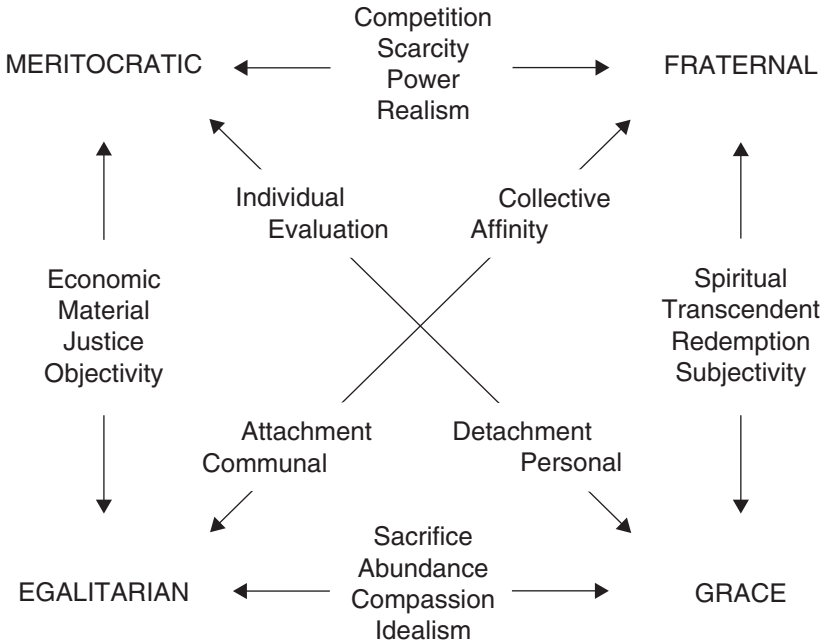 Competition
Scarcity
MERITOCRATIC
Power
FRATERNAL
Realism
Individual
Evaluation
Collective
Affinity
Economic
Material
Justice
Objectivity
Spiritual
Transcendent
Redemption
Subjectivity
Attachment
Communal
Detachment
Personal
Sacrifice
Abundance
EGALITARIAN
Compassion
GRACE
Idealism